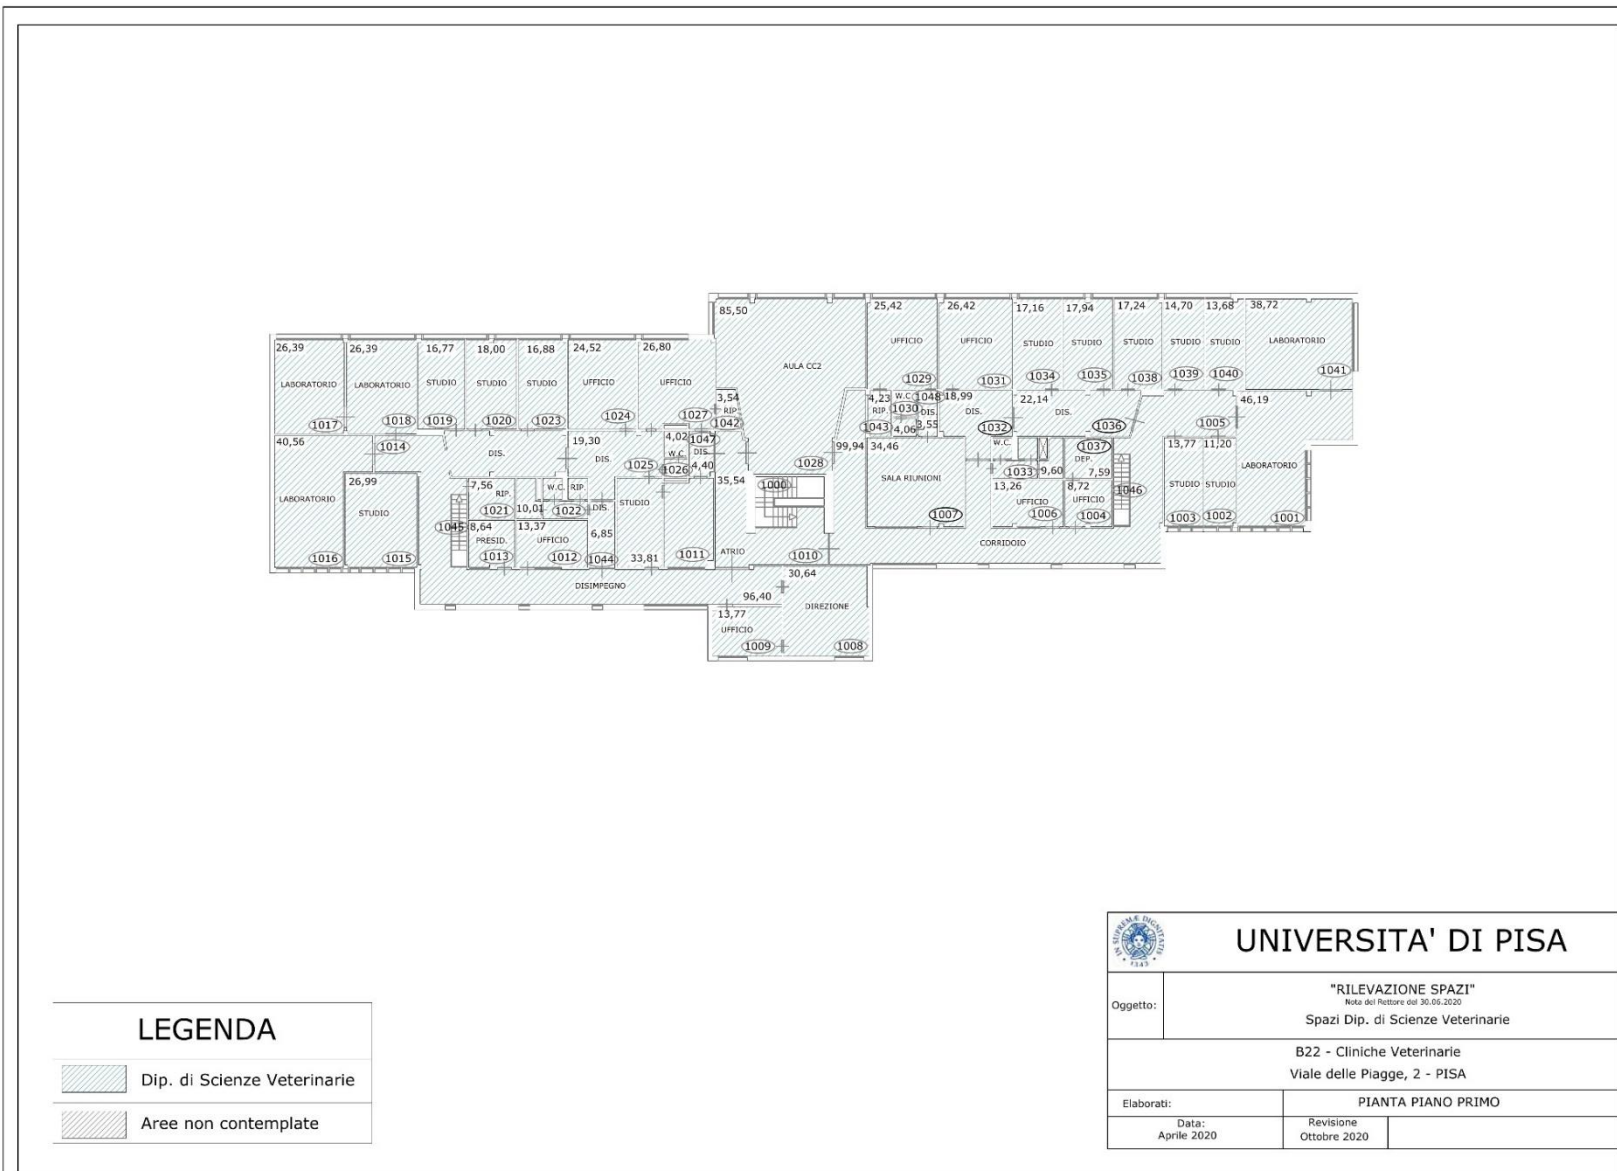 85,50
25,42
26,42
17,16
17,94
17,24
14,70
13,68
38,72
UFFICIO
UFFICIO
STUDIO
STUDIO
STUDIO
STUDIO
STUDIO
LABORATORIO
AULA CC2
1029
1031
1034
1035
1038
1039
1040
1041
26,39
26,39
16,77
18,00
16,88
24,52
26,80
LABORATORIO
LABORATORIO
STUDIO
STUDIO
STUDIO
UFFICIO
UFFICIO
1017
1018
1019
1020
1023
1024
1027
3,54
RIP.
1042
4,23
RIP.
1043
W.C.
1030
4,06
1048
DIS.
3,55
18,99
DIS.
1032
22,14
DIS.
1036
1005
46,19
40,56
1014
DIS.
19,30
DIS.
1025
4,02
W.C.
1026
1047
DIS.
4,40
99,94
1028
34,46
SALA RIUNIONI
1007
W.C.
1033
9,60
1037
DEP.
7,59
13,77
11,20
LABORATORIO
STUDIO
STUDIO
1003
1002
1001
LABORATORIO
1016
26,99
STUDIO
1015
7,56
RIP.
1021
10,01
W.C.
RIP.
1022
DIS.
6,85
1044
STUDIO
33,81
1011
35,54
1000
ATRIO
1010
13,26
UFFICIO
1006
8,72
UFFICIO
1004
1046
CORRIDOIO
1045
8,64
PRESID.
1013
13,37
UFFICIO
1012
DISIMPEGNO
96,40
30,64
DIREZIONE
1008
13,77
UFFICIO
1009
LEGENDA
Dip. di Scienze Veterinarie
Aree non contemplate
IN SUPREMÆ DIGNITATIS
1343
UNIVERSITA' DI PISA
Oggetto:
"RILEVAZIONE SPAZI"
Nota del Rettore del 30.06.2020
Spazi Dip. di Scienze Veterinarie
B22 - Cliniche Veterinarie
Viale delle Piagge, 2 - PISA
Elaborati:
PIANTA PIANO PRIMO
Data:
Aprile 2020
Revisione
Ottobre 2020